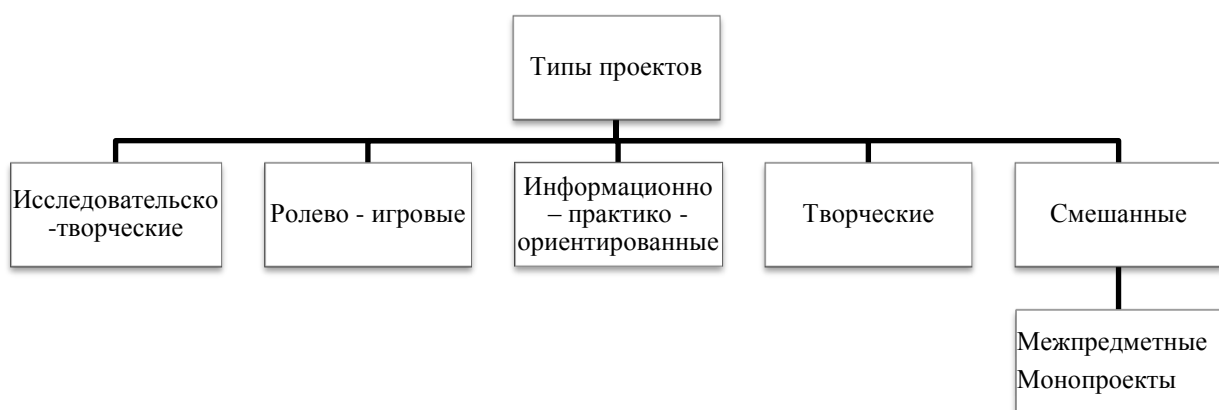 Типы проектов
Исследовательско
-творческие
Ролево - игровые
Информационно
– практико -
ориентированные
Творческие
Смешанные
Межпредметные
Монопроекты